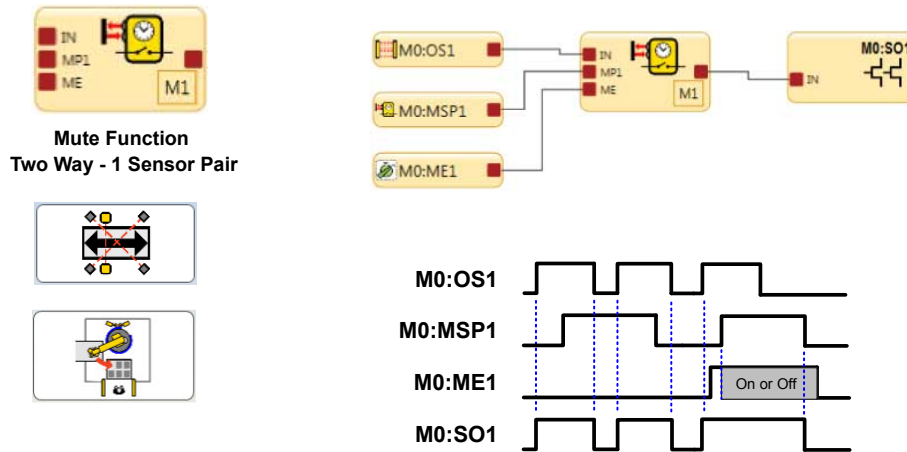 IN
MP1
ME
M1
Mute Function
Two Way - 1 Sensor Pair
M0:OS1
M0:MSP1
M0:ME1
IN
MP1
ME
M1
M0:SO1
IN
M0:OS1
M0:MSP1
M0:ME1
On or Off
M0:SO1